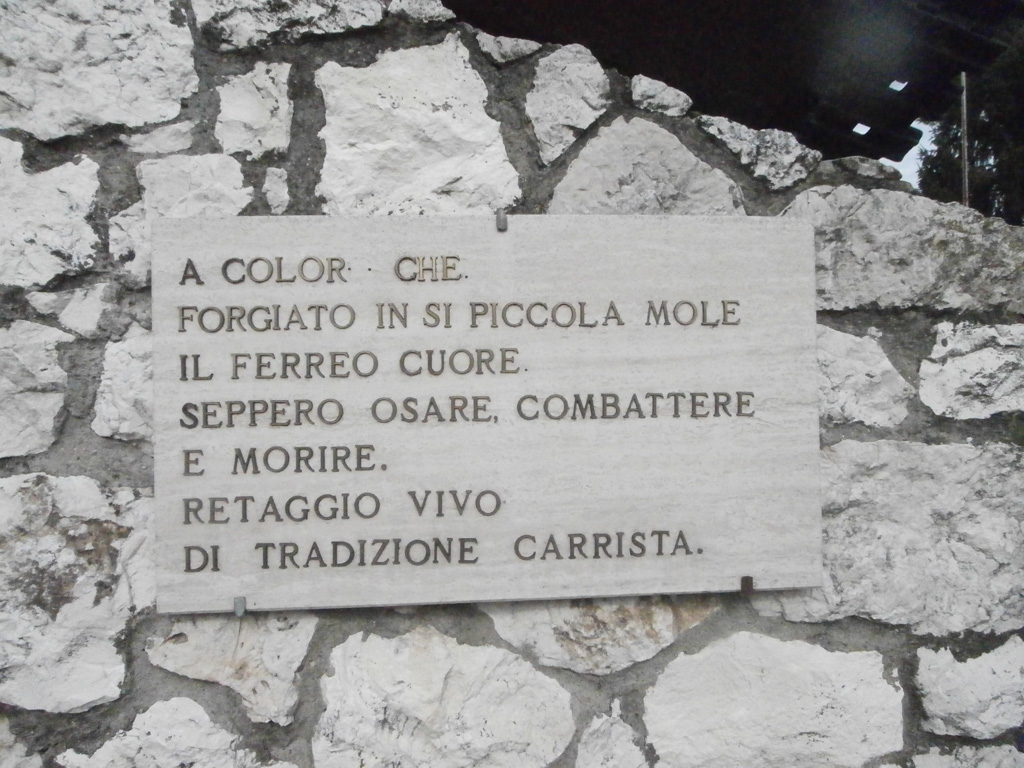 A COLOR CHE
FORGIATO IN SI PICCOLA MOLE
IL FERREO CUORE.
SEPPERO OSARE, COMBATTERE
E MORIRE.
RETAGGIO VIVO
DI TRADIZIONE CARRISTA.